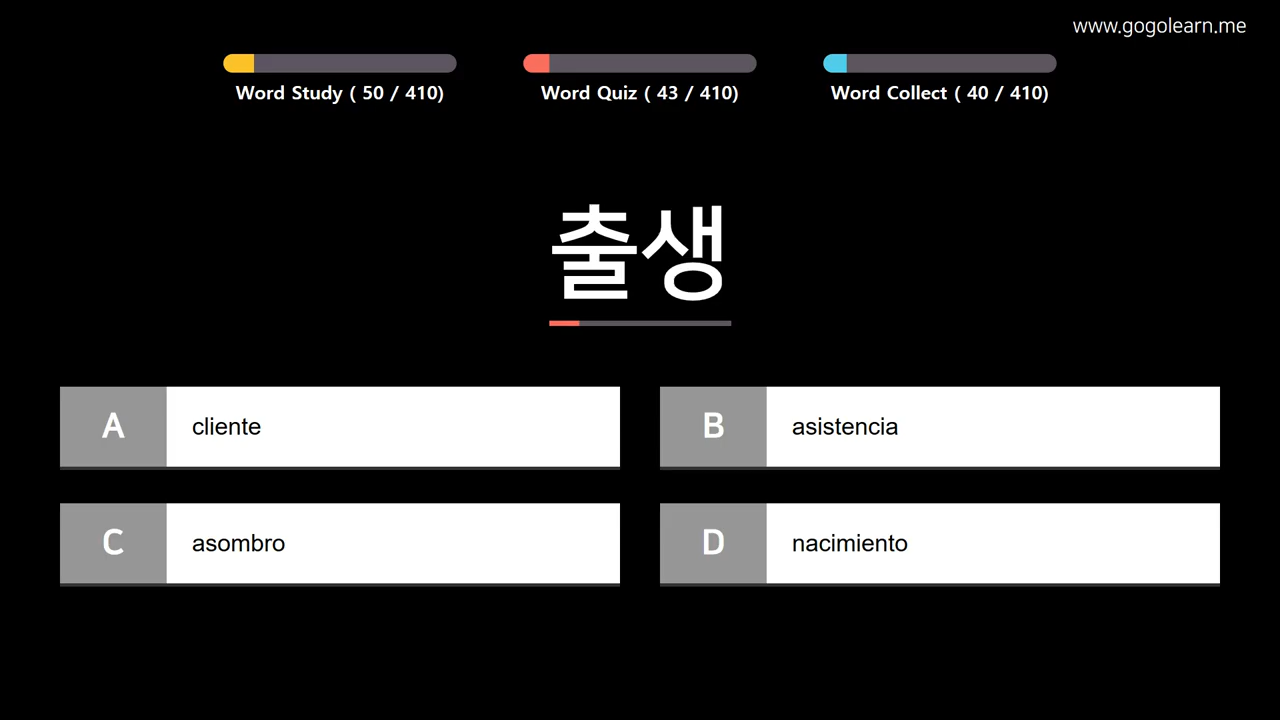 www.gogolearn.me
Word Study ( 50 / 410)
Word Quiz ( 43 / 410)
Word Collect ( 40 / 410)
출생
A cliente
B asistencia
C asombro
D nacimiento